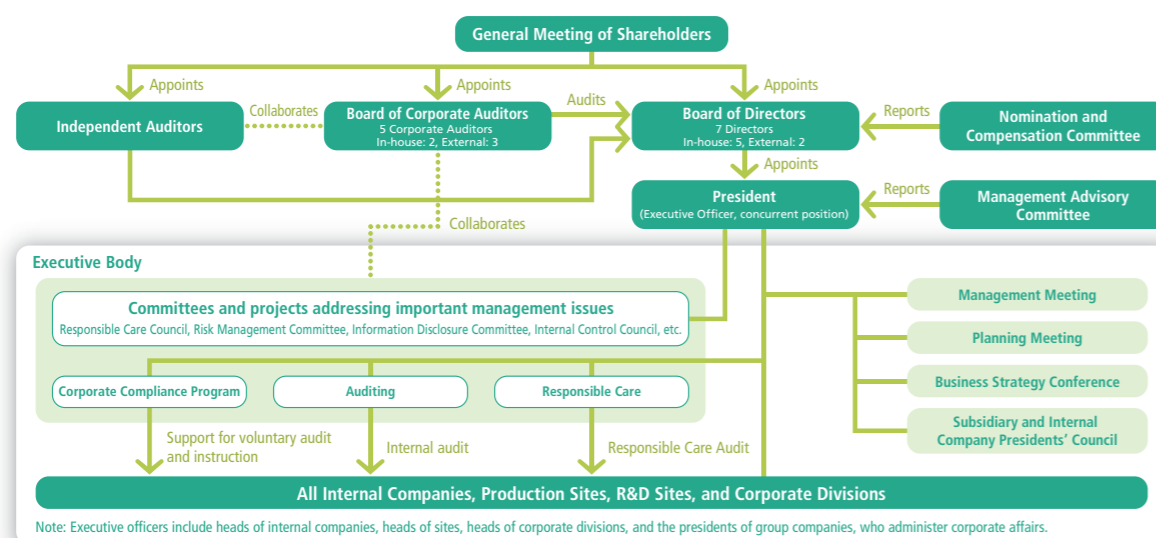 General Meeting of Shareholders
Appoints
Appoints
Appoints
Independent Auditors
Collaborates
Board of Corporate Auditors
5 Corporate Auditors
In-house: 2, External: 3
Audits
Board of Directors
7 Directors
In-house: 5, External: 2
Reports
Nomination and
Compensation Committee
Appoints
President
(Executive Officer, concurrent position)
Reports
Management Advisory
Committee
Collaborates
Executive Body
Committees and projects addressing important management issues
Responsible Care Council, Risk Management Committee, Information Disclosure Committee, Internal Control Council, etc.
Management Meeting
Planning Meeting
Business Strategy Conference
Subsidiary and Internal
Company Presidents’ Council
Corporate Compliance Program
Auditing
Responsible Care
Support for voluntary audit
and instruction
Internal audit
Responsible Care Audit
All Internal Companies, Production Sites, R&D Sites, and Corporate Divisions
Note: Executive officers include heads of internal companies, heads of sites, heads of corporate divisions, and the presidents of group companies, who administer corporate affairs.